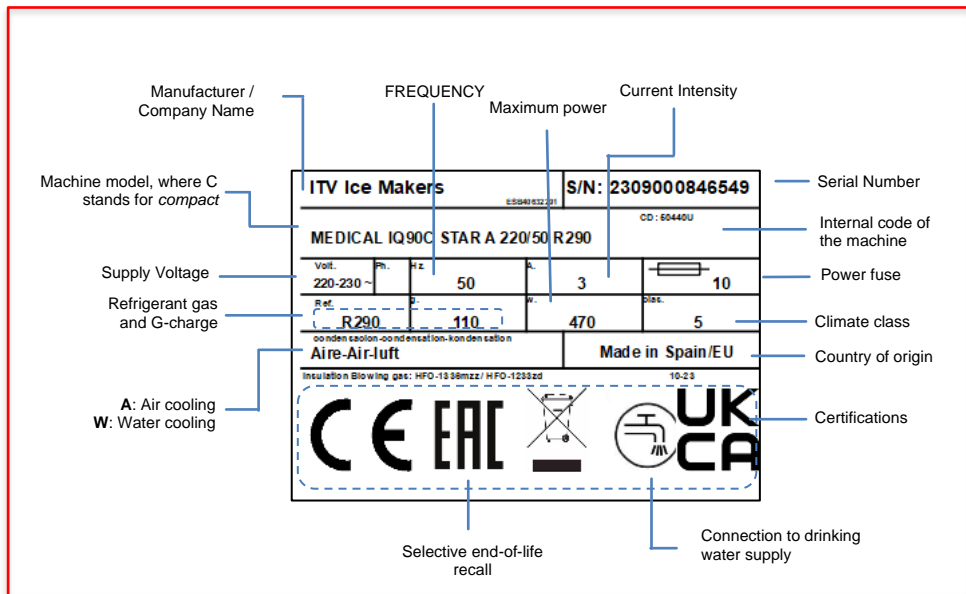 Manufacturer /
Company Name
FREQUENCY
Maximum power
Current Intensity
Machine model, where C
stands for compact
Supply Voltage
Refrigerant gas
and G-charge
A: Air cooling
W: Water cooling
ITV Ice Makers
S/N: 2309000846549
CD: 50440U
MEDICAL IQ90C STAR A 220/50 R290
Volt.
Ph.
Hz.
A.
220-230 ~
50
3
10
Ref.
g.
w.
clas.
R290
110
470
5
condensacion-condensation-kondensation
Aire-Air-luft
Made in Spain/EU
Insulation Blowing gas: HFO-1336mzz / HFO-1233zd
10-23
CE
EAC
UK
CA
Serial Number
Internal code of
the machine
Power fuse
Climate class
Country of origin
Certifications
Selective end-of-life
recall
Connection to drinking
water supply